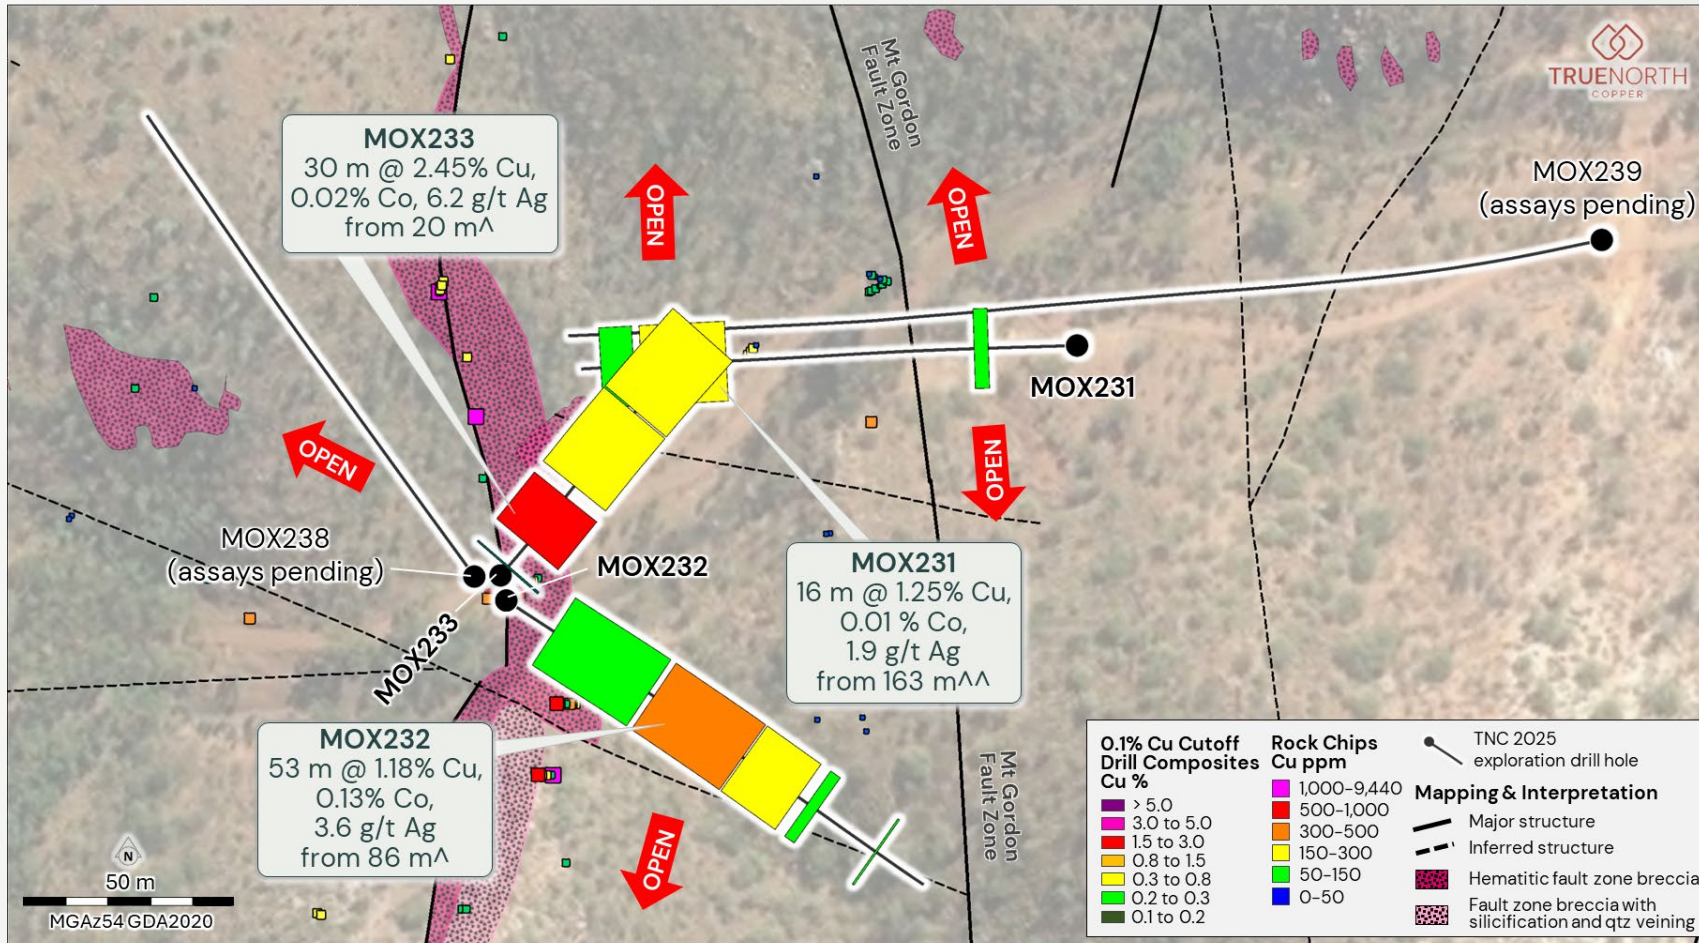 TRUENORTH
COPPER
Mt Gordon
Fault Zone
MOX233
30 m @ 2.45% Cu,
0.02% Co, 6.2 g/t Ag
from 20 m^
OPEN
OPEN
MOX239
(assays pending)
MOX231
OPEN
OPEN
MOX238
(assays pending)
MOX232
MOX233
MOX231
16 m @ 1.25% Cu,
0.01 % Co,
1.9 g/t Ag
from 163 m^^
MOX232
53 m @ 1.18% Cu,
0.13% Co,
3.6 g/t Ag
from 86 m^
OPEN
Mt Gordon
Fault Zone
N
50 m
MGAz54 GDA2020
0.1% Cu Cutoff
Drill Composites
Cu %
> 5.0
3.0 to 5.0
1.5 to 3.0
0.8 to 1.5
0.3 to 0.8
0.2 to 0.3
0.1 to 0.2
Rock Chips
Cu ppm
1,000-9,440
500-1,000
300-500
150-300
50-150
0-50
TNC 2025
exploration drill hole
Mapping & Interpretation
Major structure
Inferred structure
Hematitic fault zone breccia
Fault zone breccia with
silicification and qtz veining